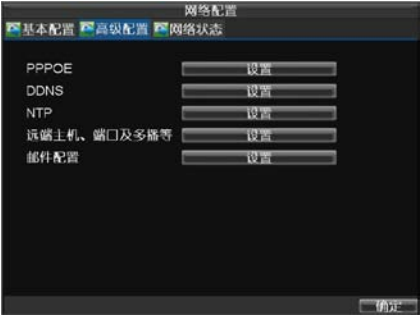 网络配置
基本配置 高级配置 网络状态
PPPOE 设置
DDNS 设置
NTP 设置
远端主机、端口及多播等 设置
邮件配置 设置
确定